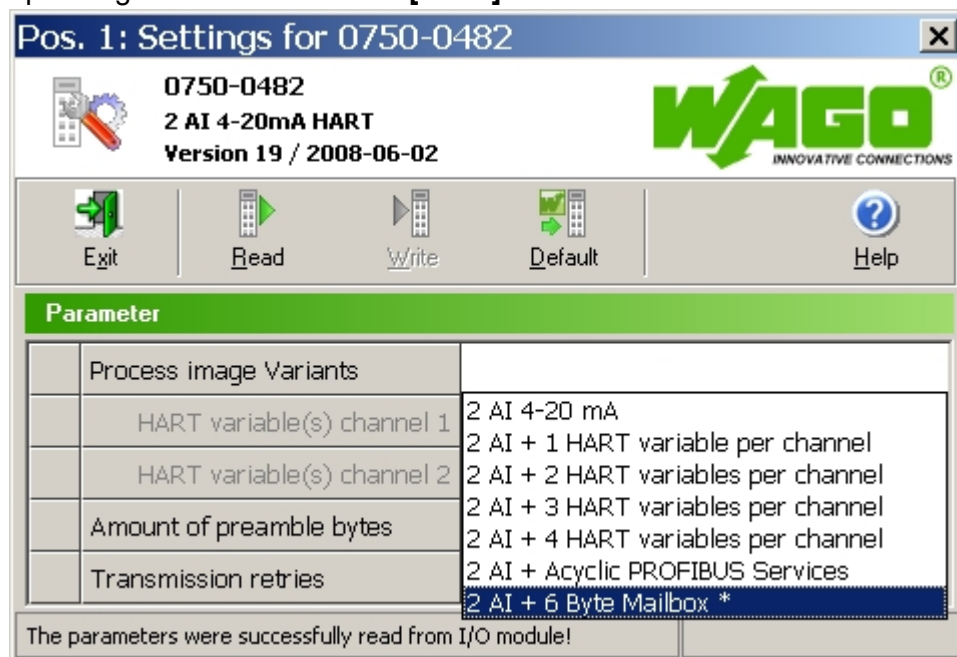 Pos. 1: Settings for 0750-0482
0750-0482
2 AI 4-20mA HART
Version 19 / 2008-06-02
WAGO®
INNOVATIVE CONNECTIONS
Exit Read Write Default Help
Parameter
Process image Variants
HART variable(s) channel 1
HART variable(s) channel 2
Amount of preamble bytes
Transmission retries
2 AI 4-20 mA
2 AI + 1 HART variable per channel
2 AI + 2 HART variables per channel
2 AI + 3 HART variables per channel
2 AI + 4 HART variables per channel
2 AI + Acyclic PROFIBUS Services
2 AI + 6 Byte Mailbox *
The parameters were successfully read from I/O module!